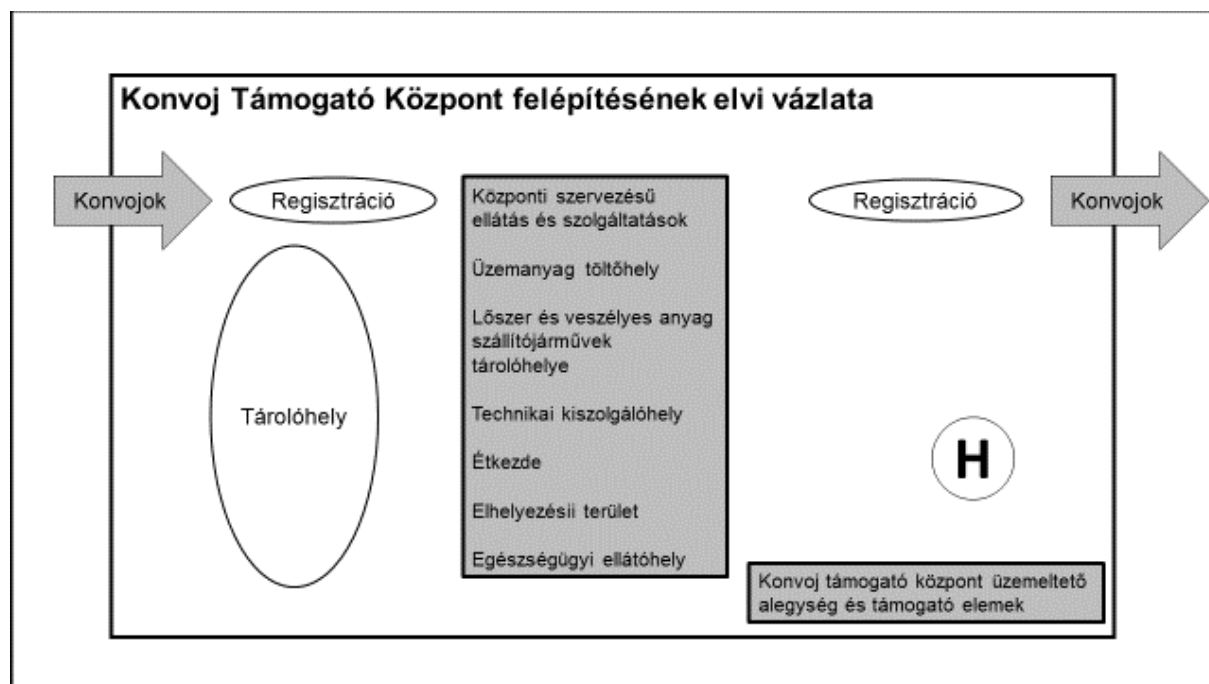 Konvoj Támogató Központ felépítésének elvi vázlata
Konvojok
Regisztráció
Központi szervezésű
ellátás és szolgáltatások
Üzemanyag töltőhely
Lőszer és veszélyes anyag
szállítójárművek
tárolóhelye
Technikai kiszolgálóhely
Étkezde
Elhelyezésii terület
Egészségügyi ellátóhely
Regisztráció
Konvojok
Tárolóhely
H
Konvoj támogató központ üzemeltető
alegység és támogató elemek